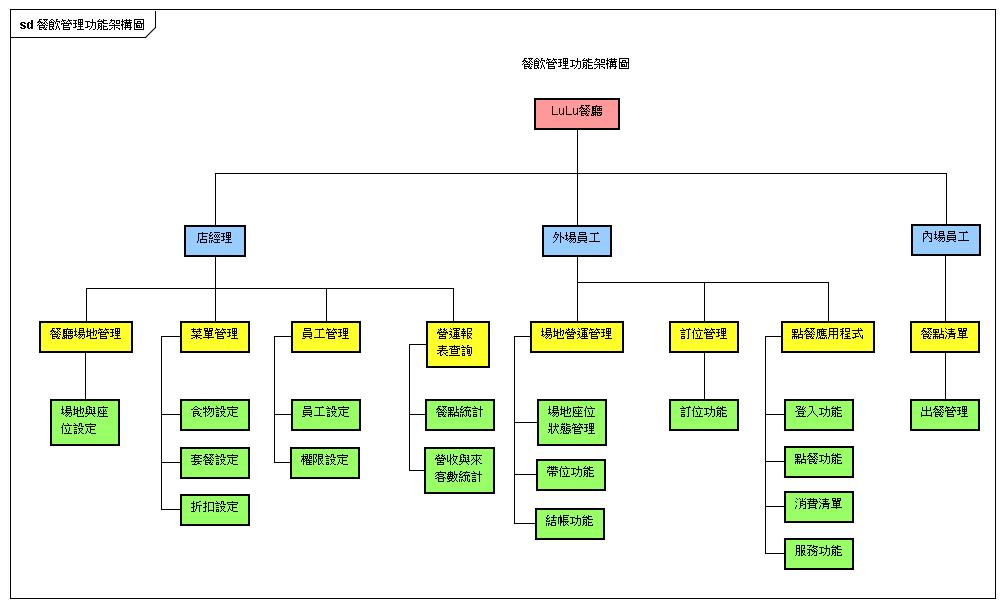 sd 餐飲管理功能架構圖
餐飲管理功能架構圖
LuLu餐廳
店經理
外場員工
內場員工
餐廳場地管理
菜單管理
員工管理
營運報
表查詢
場地營運管理
訂位管理
點餐應用程式
餐點清單
場地與座
位設定
食物設定
員工設定
餐點統計
場地座位
狀態管理
訂位功能
登入功能
出餐管理
套餐設定
權限設定
營收與來
客數統計
帶位功能
點餐功能
折扣設定
結帳功能
消費清單
服務功能